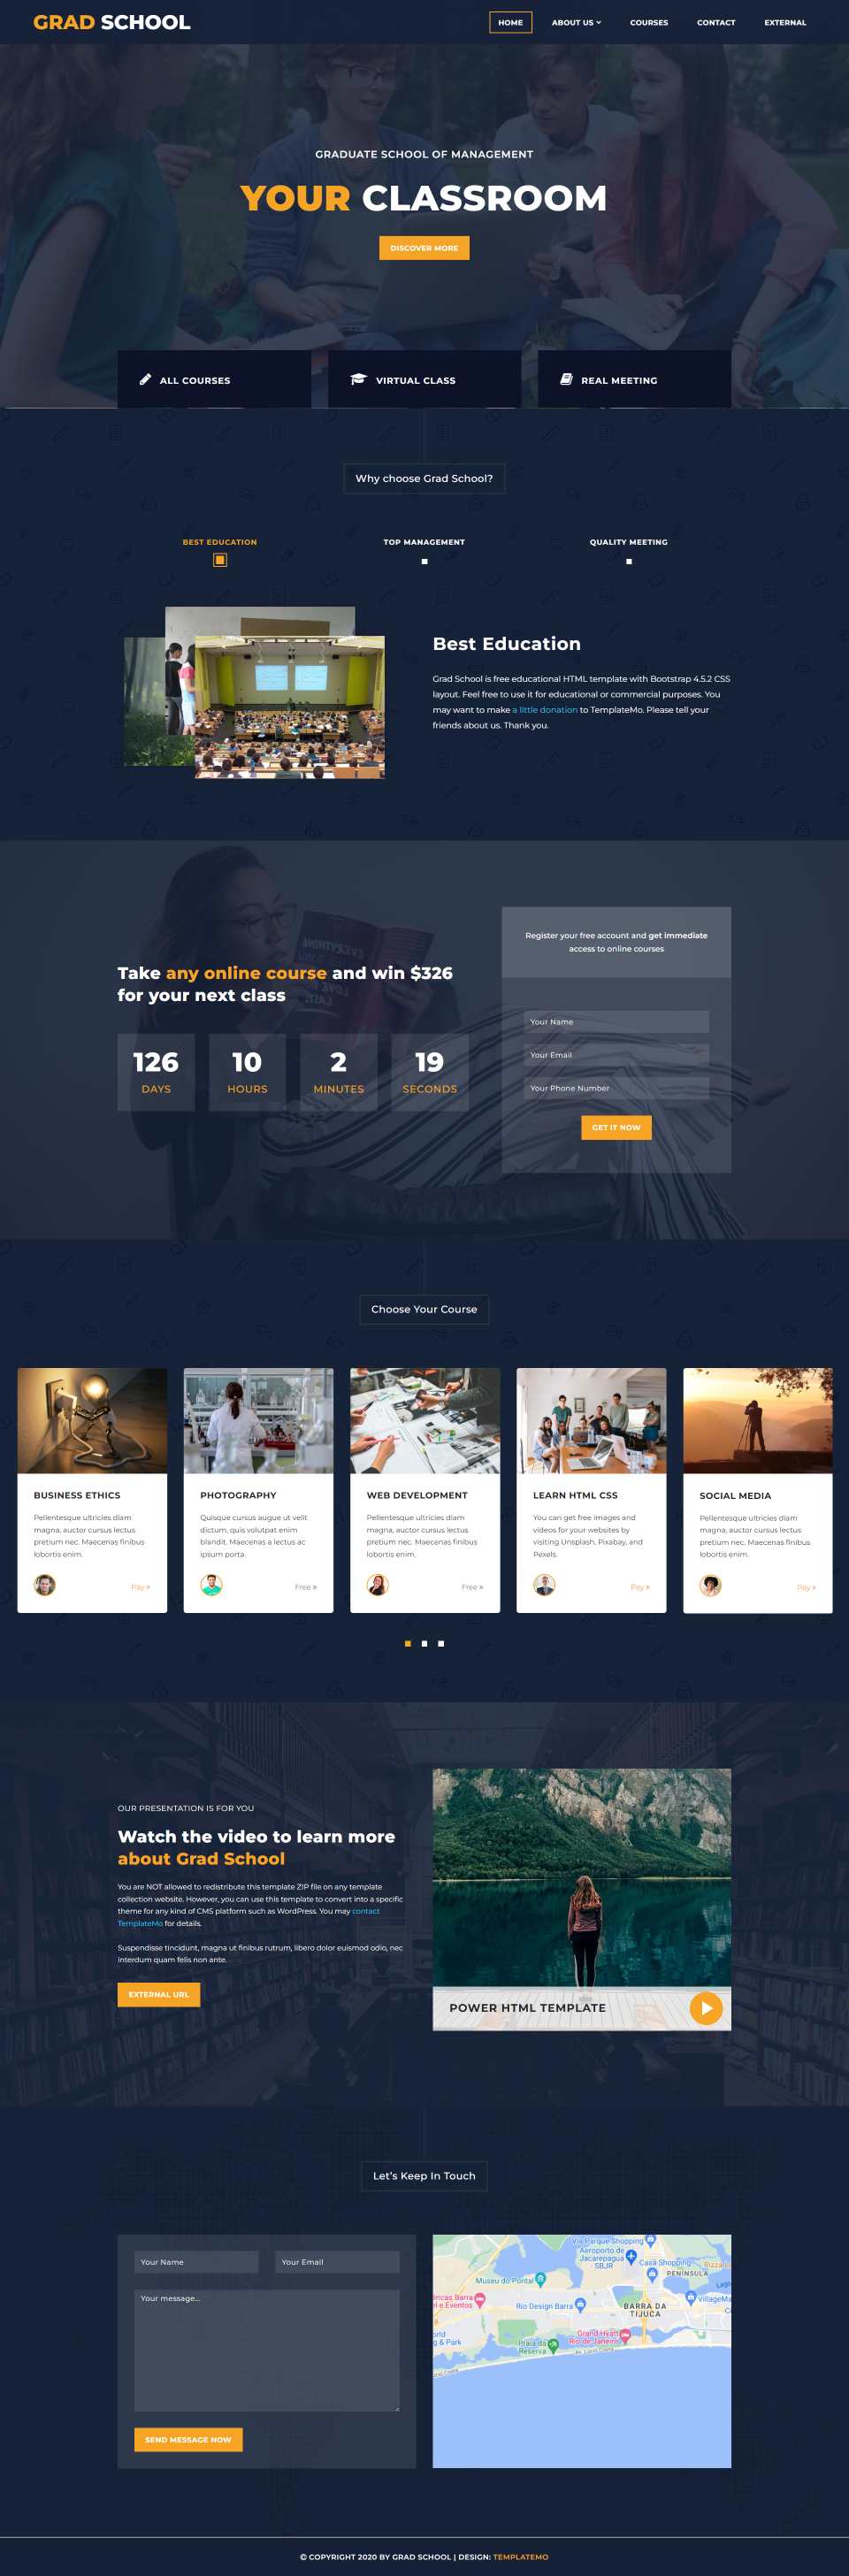 GRAD SCHOOL
HOME
ABOUT US
COURSES
CONTACT
EXTERNAL
GRADUATE SCHOOL OF MANAGEMENT
YOUR CLASSROOM
DISCOVER MORE
ALL COURSES
VIRTUAL CLASS
REAL MEETING
Why choose Grad School?
BEST EDUCATION
TOP MANAGEMENT
QUALITY MEETING
Best Education
Grad School is free educational HTML template with Bootstrap 4.5.2 CSS
layout. Feel free to use it for educational or commercial purposes. You
may want to make a little donation to TemplateMo. Please tell your
friends about us. Thank you.
Take any online course and win $326
for your next class
126
DAYS
10
HOURS
2
MINUTES
19
SECONDS
Register your free account and get immediate
access to online courses
Your Name
Your Email
Your Phone Number
GET IT NOW
Choose Your Course
BUSINESS ETHICS
Pellentesque ultricies diam
magna, auctor cursus lectus
pretium nec. Maecenas finibus
lobortis enim.
Pay »
PHOTOGRAPHY
Quisque cursus augue ut velit
dictum, quis volutpat enim
blandit. Maecenas a lectus ac
ipsum porta.
Free »
WEB DEVELOPMENT
Pellentesque ultricies diam
magna, auctor cursus lectus
pretium nec. Maecenas finibus
lobortis enim.
Free »
LEARN HTML CSS
You can get free images and
videos for your websites by
visiting Unsplash, Pixabay, and
Pexels.
Pay »
SOCIAL MEDIA
Pellentesque ultricies diam
magna, auctor cursus lectus
pretium nec. Maecenas finibus
lobortis enim.
Pay »
OUR PRESENTATION IS FOR YOU
Watch the video to learn more
about Grad School
You are NOT allowed to redistribute this template ZIP file on any template
collection website. However, you can use this template to convert into a specific
theme for any kind of CMS platform such as WordPress. You may contact
TemplateMo for details.
Suspendisse tincidunt, magna ut finibus rutrum, libero dolor euismod odio, nec
interdum quam felis non ante.
EXTERNAL URL
POWER HTML TEMPLATE
Let's Keep In Touch
Your Name
Your Email
Your message...
SEND MESSAGE NOW
Via Parque Shopping
Aeroporto de
Jacarepaguá
- SBJR
Casa Shopping
PENINSULA
Museu do Pontal
Rio Design Barra
BARRA DA
TIJUCA
VillageMa
& Park
Grand Hyatt
Rio de Janeiro
Praia da
Reserva
© COPYRIGHT 2020 BY GRAD SCHOOL | DESIGN: TEMPLATEMO